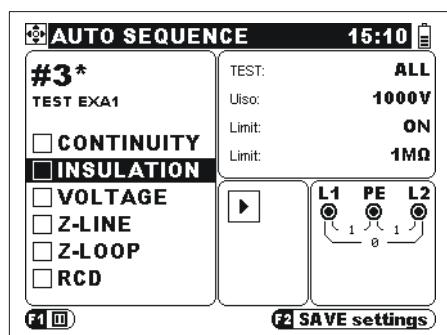 AUTO SEQUENCE 15:10
#3*
TEST EXA1
CONTINUITY
INSULATION
VOLTAGE
Z-LINE
Z-LOOP
RCD
TEST: ALL
Uiso: 1000V
Limit: ON
Limit: 1MΩ
L1 PE L2
1 1
0
F1
F2 SAVE settings